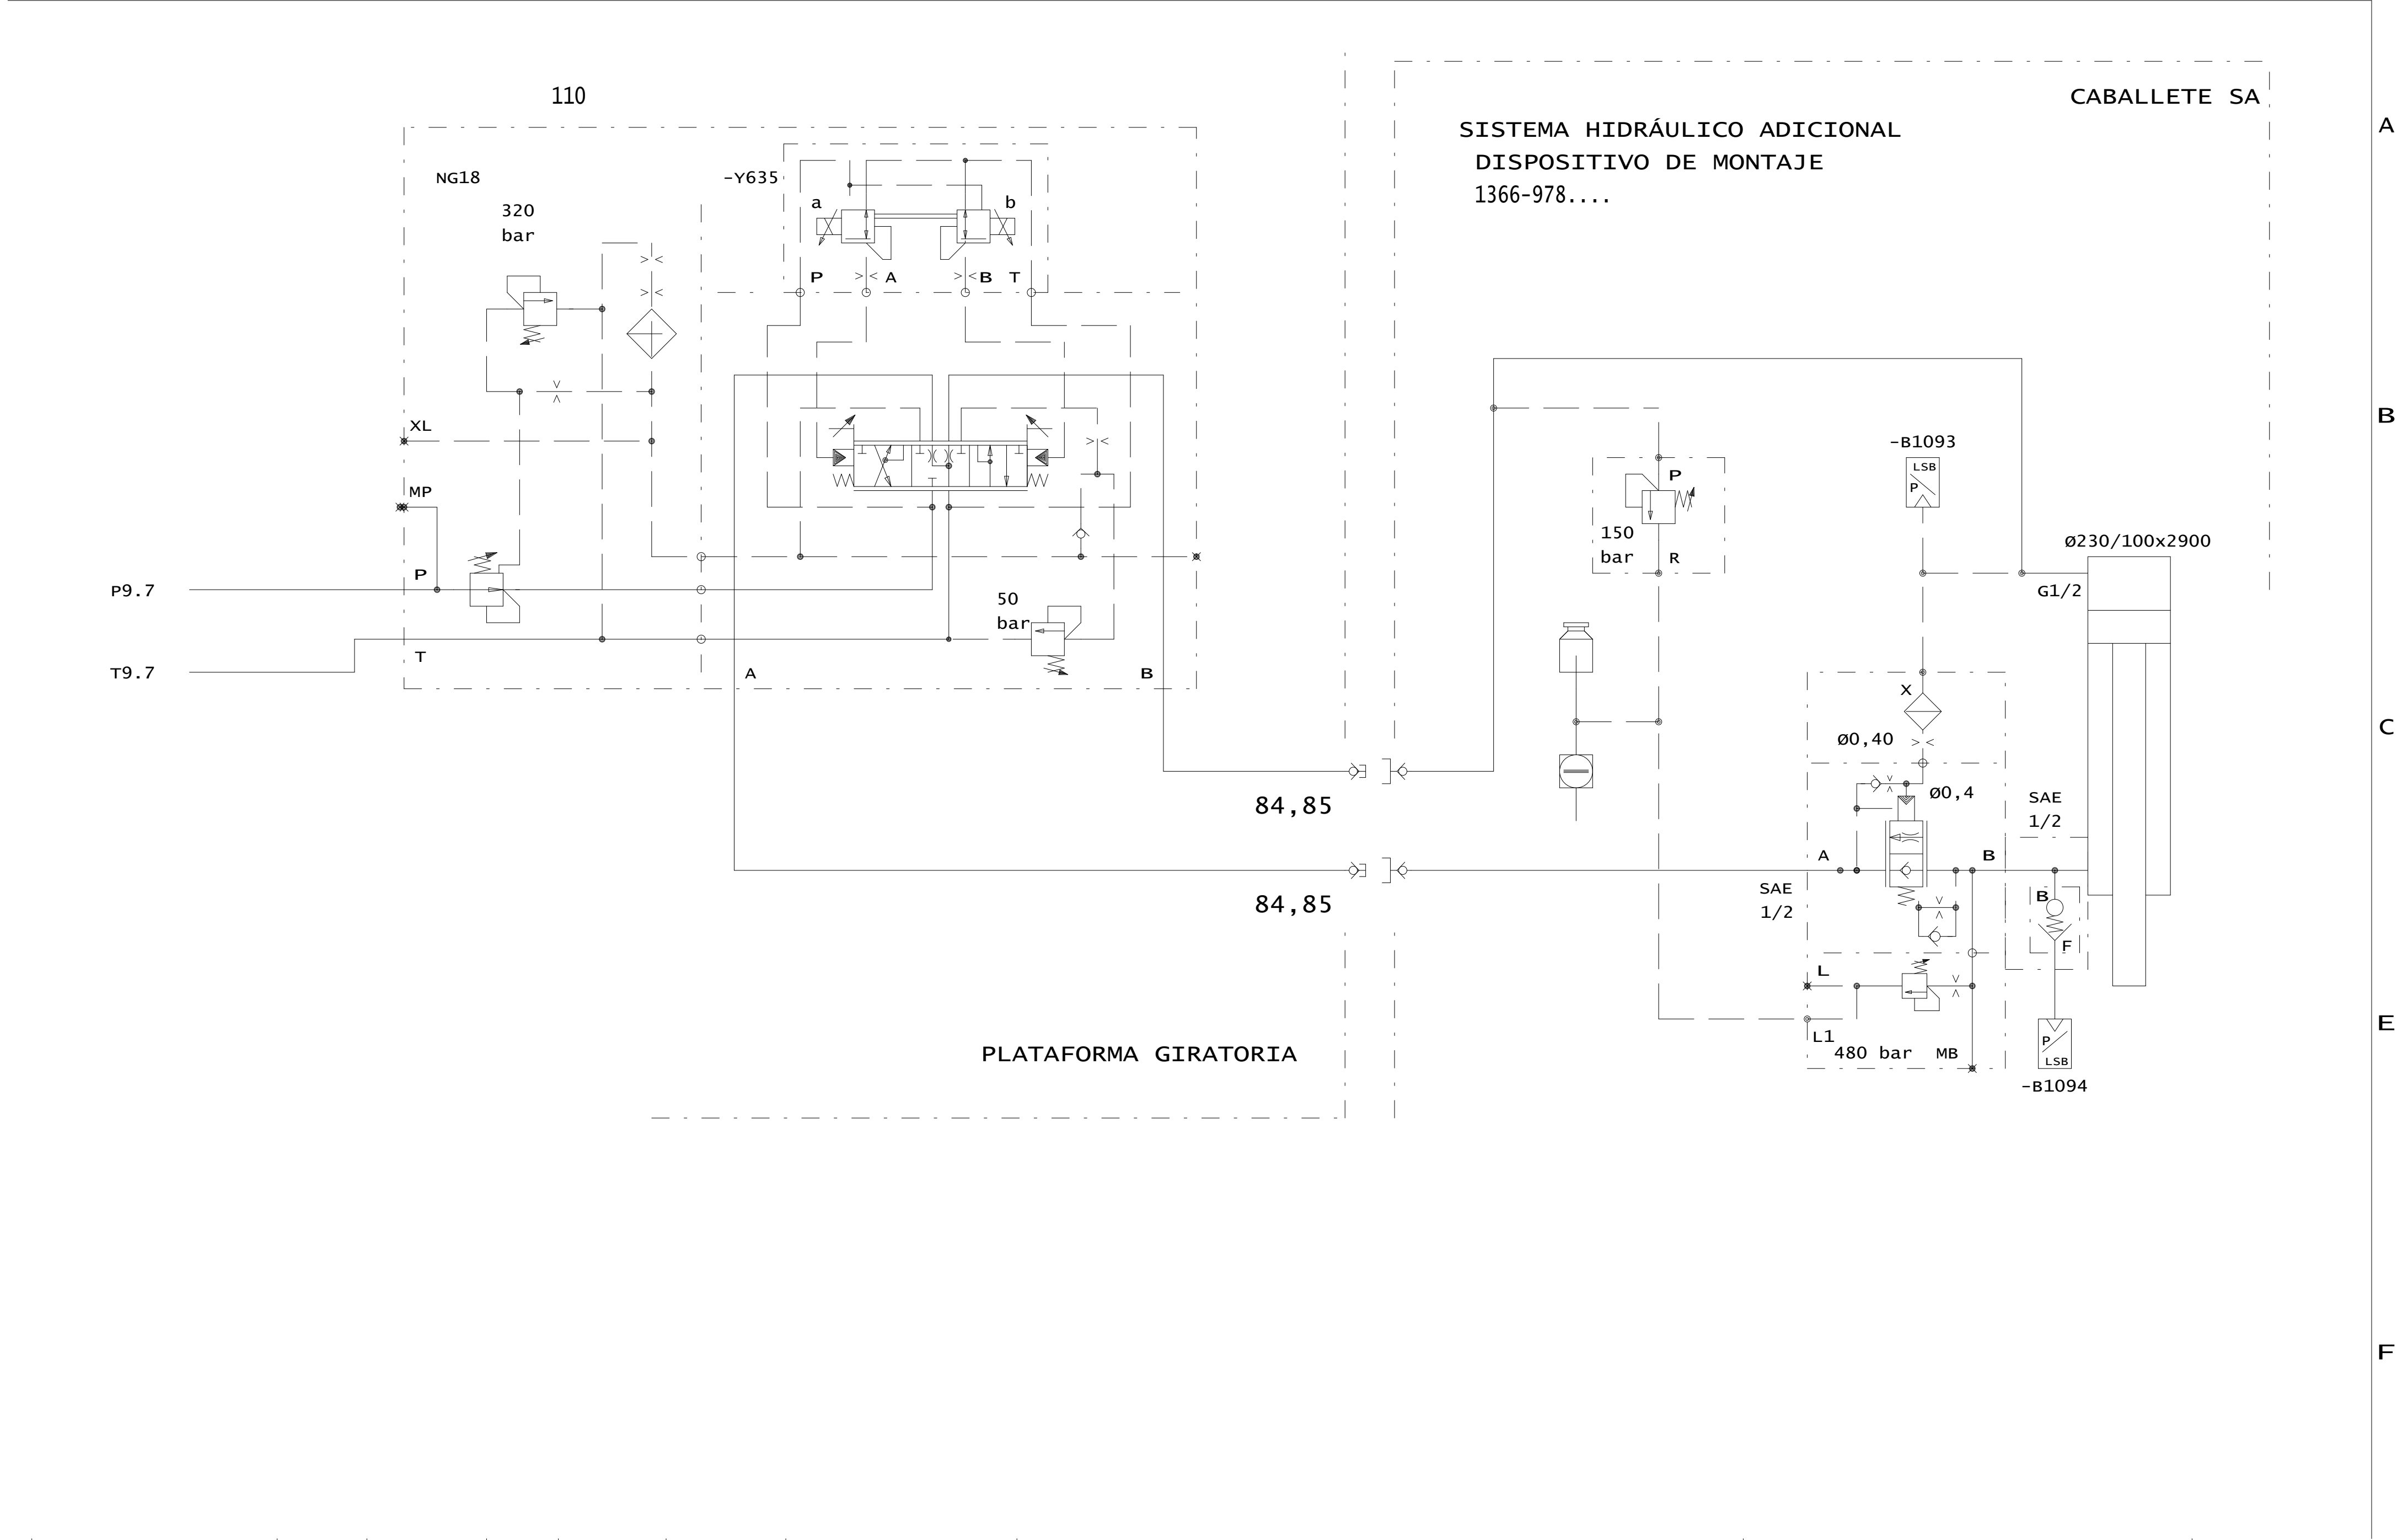 110
CABALLETE SA
A
SISTEMA HIDRÁULICO ADICIONAL
DISPOSITIVO DE MONTAJE
1366-978....
NG18
-Y635
320
bar
a
b
P
A
B
T
XL
B
-B1093
LSB
P
MP
P
150
bar
R
Ø230/100x2900
G1/2
P
P9.7
50
bar
T
T9.7
A
B
X
C
Ø0,40
84,85
Ø0,4
SAE
1/2
A
B
84,85
SAE
1/2
B
F
L
L1
480 bar
MB
E
P
LSB
-B1094
PLATAFORMA GIRATORIA
F